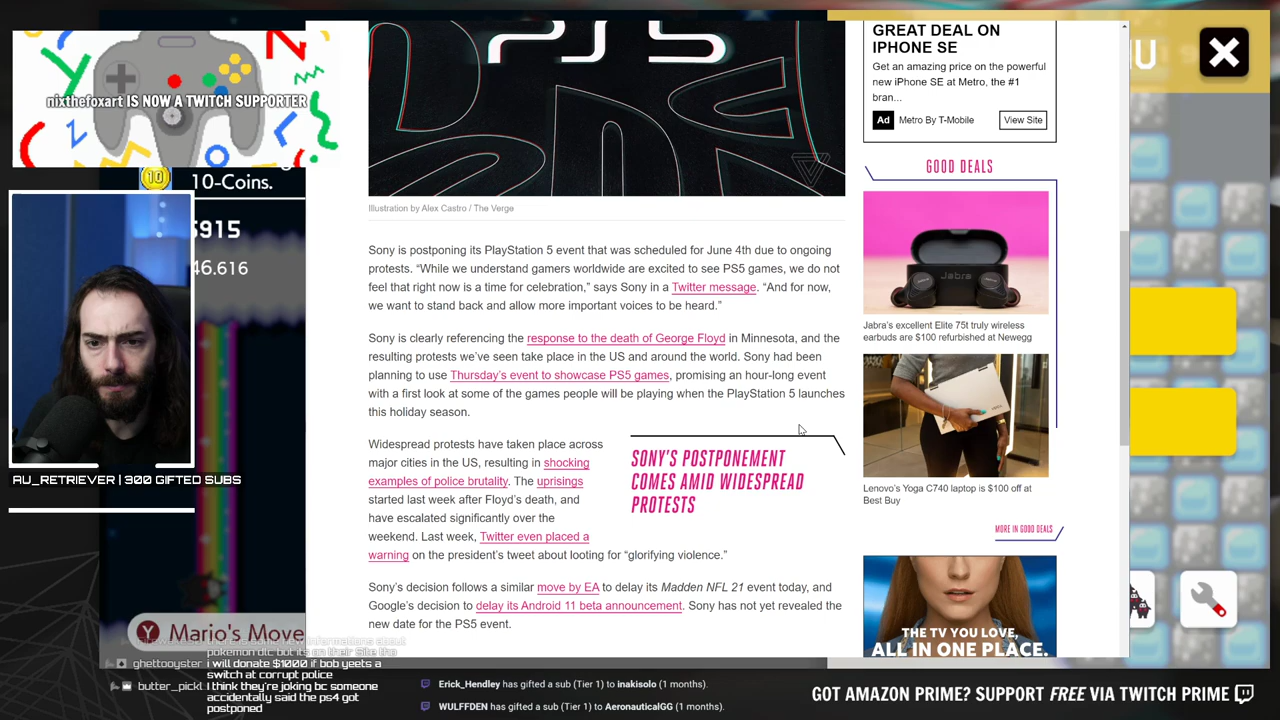 nixthefoxart IS NOW A TWITCH SUPPORTER
10
10-Coins.
5915
46.616
AU_RETRIEVER | 300 GIFTED SUBS
Y Mario's Move
pokemon dlc but its on their Site tho
ghettooyster i will donate $1000 if bob yeets a
switch at corrupt police
I think they're joking bc someone
accidentally said the ps4 got
postponed
PS5
Illustration by Alex Castro / The Verge
Sony is postponing its PlayStation 5 event that was scheduled for June 4th due to ongoing
protests. “While we understand gamers worldwide are excited to see PS5 games, we do not
feel that right now is a time for celebration,” says Sony in a Twitter message. “And for now,
we want to stand back and allow more important voices to be heard.”
Sony is clearly referencing the response to the death of George Floyd in Minnesota, and the
resulting protests we’ve seen take place in the US and around the world. Sony had been
planning to use Thursday’s event to showcase PS5 games, promising an hour-long event
with a first look at some of the games people will be playing when the PlayStation 5 launches
this holiday season.
Widespread protests have taken place across
major cities in the US, resulting in shocking
examples of police brutality. The uprisings
started last week after Floyd’s death, and
have escalated significantly over the
weekend. Last week, Twitter even placed a
warning on the president’s tweet about looting for “glorifying violence.”
SONY’S POSTPONEMENT
COMES AMID WIDESPREAD
PROTESTS
Sony’s decision follows a similar move by EA to delay its Madden NFL 21 event today, and
Google’s decision to delay its Android 11 beta announcement. Sony has not yet revealed the
new date for the PS5 event.
GREAT DEAL ON
IPHONE SE
Get an amazing price on the powerful
new iPhone SE at Metro, the #1
bran...
Ad Metro By T-Mobile View Site
GOOD DEALS
Jabra
Jabra’s excellent Elite 75t truly wireless
earbuds are $100 refurbished at Newegg
Lenovo’s Yoga C740 laptop is $100 off at
Best Buy
MORE IN GOOD DEALS
THE TV YOU LOVE,
ALL IN ONE PLACE.
Erick_Hendley has gifted a sub (Tier 1) to inakisolo (1 months).
WULFFDEN has gifted a sub (Tier 1) to AeronauticalGG (1 months).
GOT AMAZON PRIME? SUPPORT FREE VIA TWITCH PRIME